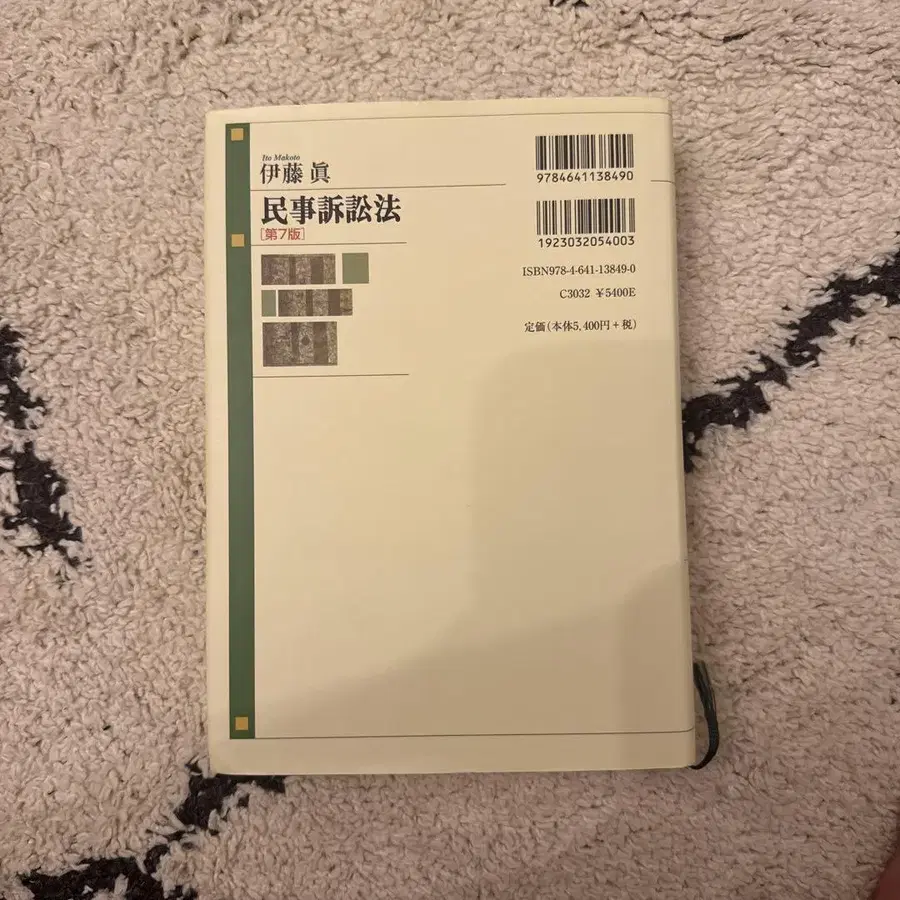 Ito Makoto
伊藤 眞
民事訴訟法
[第7版]
9784641138490
1923032054003
ISBN978-4-641-13849-0
C3032 ￥5400E
定価(本体5,400円+税)